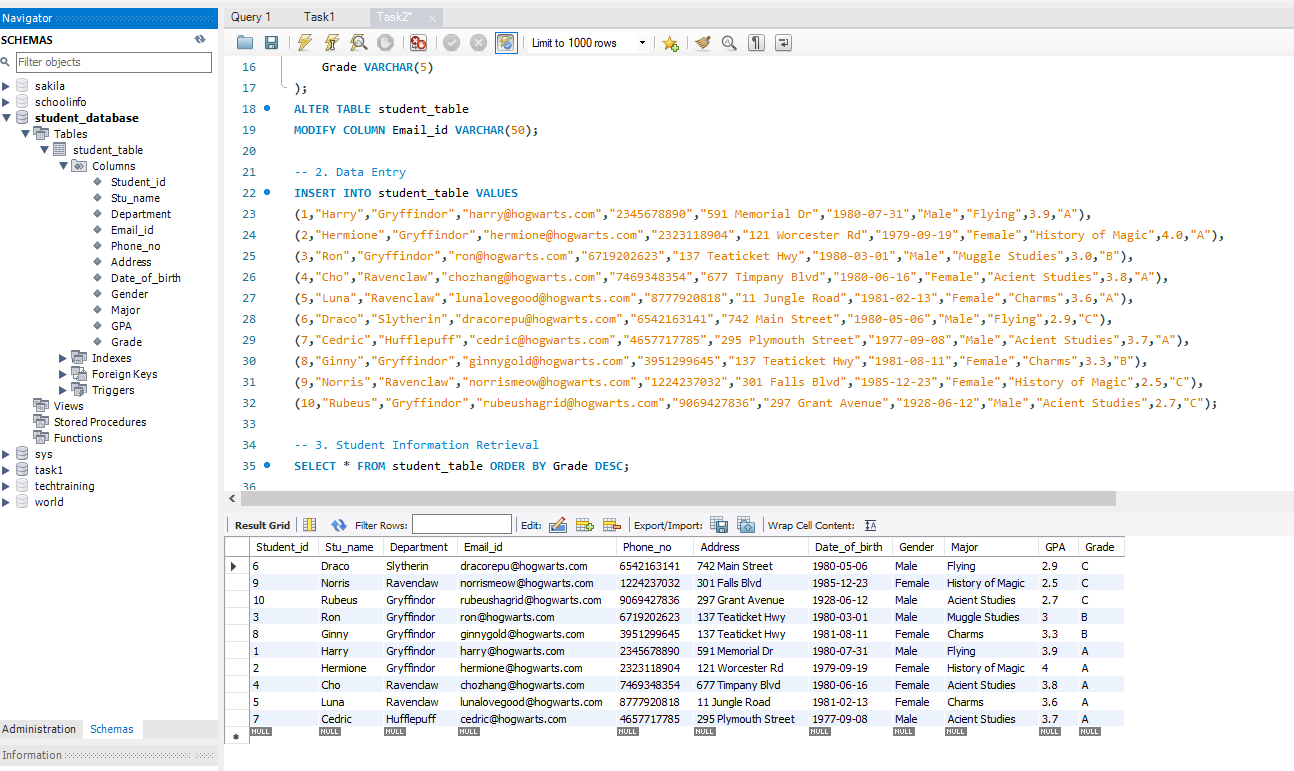 Navigator
SCHEMAS
Filter objects
sakila
schoolinfo
student_database
Tables
student_table
Columns
Student_id
Stu_name
Department
Email_id
Phone_no
Address
Date_of_birth
Gender
Major
GPA
Grade
Indexes
Foreign Keys
Triggers
Views
Stored Procedures
Functions
sys
task1
techtraining
world
Administration Schemas
Information
Query 1 Task1 Task2*
Limit to 1000 rows
16 Grade VARCHAR(5)
17 );
18 ALTER TABLE student_table
19 MODIFY COLUMN Email_id VARCHAR(50);
20
21 -- 2. Data Entry
22 INSERT INTO student_table VALUES
23 (1,"Harry","Gryffindor","harry@hogwarts.com","2345678890","591 Memorial Dr","1980-07-31","Male","Flying",3.9,"A"),
24 (2,"Hermione","Gryffindor","hermione@hogwarts.com","2323118904","121 Worcester Rd","1979-09-19","Female","History of Magic",4.0,"A"),
25 (3,"Ron","Gryffindor","ron@hogwarts.com","6719202623","137 Teaticket Hwy","1980-03-01","Male","Muggle Studies",3.0,"B"),
26 (4,"Cho","Ravenclaw","chozhang@hogwarts.com","7469348354","677 Timpany Blvd","1980-06-16","Female","Acient Studies",3.8,"A"),
27 (5,"Luna","Ravenclaw","lunalovegood@hogwarts.com","8777920818","11 Jungle Road","1981-02-13","Female","Charms",3.6,"A"),
28 (6,"Draco","Slytherin","dracorepu@hogwarts.com","6542163141","742 Main Street","1980-05-06","Male","Flying",2.9,"C"),
29 (7,"Cedric","Hufflepuff","cedric@hogwarts.com","4657717785","295 Plymouth Street","1977-09-08","Male","Acient Studies",3.7,"A"),
30 (8,"Ginny","Gryffindor","ginnygold@hogwarts.com","3951299645","137 Teaticket Hwy","1981-08-11","Female","Charms",3.3,"B"),
31 (9,"Norris","Ravenclaw","norrismeow@hogwarts.com","1224237032","301 Falls Blvd","1985-12-23","Female","History of Magic",2.5,"C"),
32 (10,"Rubeus","Gryffindor","rubeushagrid@hogwarts.com","9069427836","297 Grant Avenue","1928-06-12","Male","Acient Studies",2.7,"C");
33
34 -- 3. Student Information Retrieval
35 SELECT * FROM student_table ORDER BY Grade DESC;
36
Result Grid Filter Rows: Edit: Export/Import: Wrap Cell Content:
Student_id Stu_name Department Email_id Phone_no Address Date_of_birth Gender Major GPA Grade
6 Draco Slytherin dracorepu@hogwarts.com 6542163141 742 Main Street 1980-05-06 Male Flying 2.9 C
9 Norris Ravenclaw norrismeow@hogwarts.com 1224237032 301 Falls Blvd 1985-12-23 Female History of Magic 2.5 C
10 Rubeus Gryffindor rubeushagrid@hogwarts.com 9069427836 297 Grant Avenue 1928-06-12 Male Acient Studies 2.7 C
3 Ron Gryffindor ron@hogwarts.com 6719202623 137 Teaticket Hwy 1980-03-01 Male Muggle Studies 3 B
8 Ginny Gryffindor ginnygold@hogwarts.com 3951299645 137 Teaticket Hwy 1981-08-11 Female Charms 3.3 B
1 Harry Gryffindor harry@hogwarts.com 2345678890 591 Memorial Dr 1980-07-31 Male Flying 3.9 A
2 Hermione Gryffindor hermione@hogwarts.com 2323118904 121 Worcester Rd 1979-09-19 Female History of Magic 4 A
4 Cho Ravenclaw chozhang@hogwarts.com 7469348354 677 Timpany Blvd 1980-06-16 Female Acient Studies 3.8 A
5 Luna Ravenclaw lunalovegood@hogwarts.com 8777920818 11 Jungle Road 1981-02-13 Female Charms 3.6 A
7 Cedric Hufflepuff cedric@hogwarts.com 4657717785 295 Plymouth Street 1977-09-08 Male Acient Studies 3.7 A
NULL NULL NULL NULL NULL NULL NULL NULL NULL NULL NULL